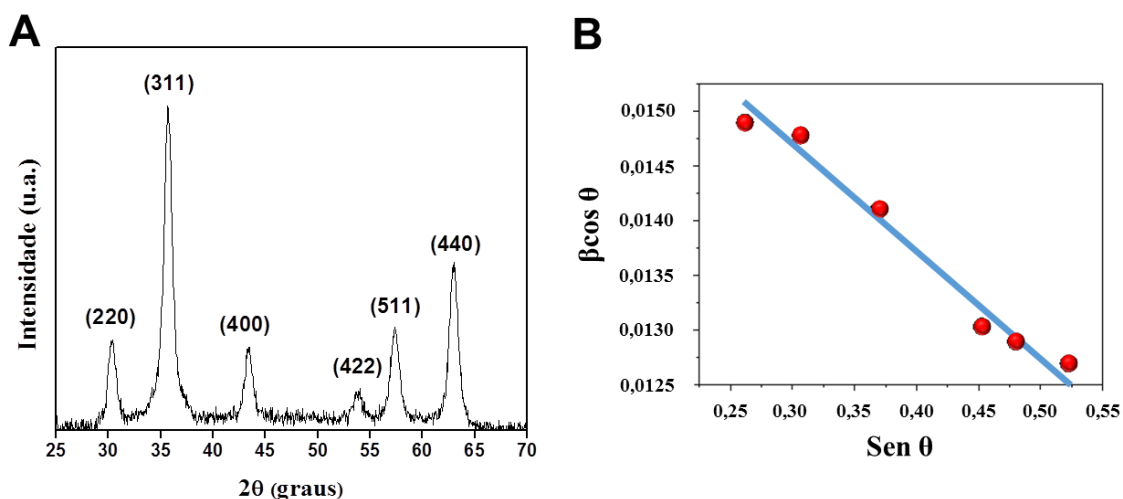 A
(311)
(440)
(511)
(220)
(400)
(422)
Intensidade (u.a.)
25 30 35 40 45 50 55 60 65 70
2θ (graus)
B
0,0150
0,0145
0,0140
0,0135
0,0130
0,0125
βcos θ
0,25 0,30 0,35 0,40 0,45 0,50 0,55
Sen θ